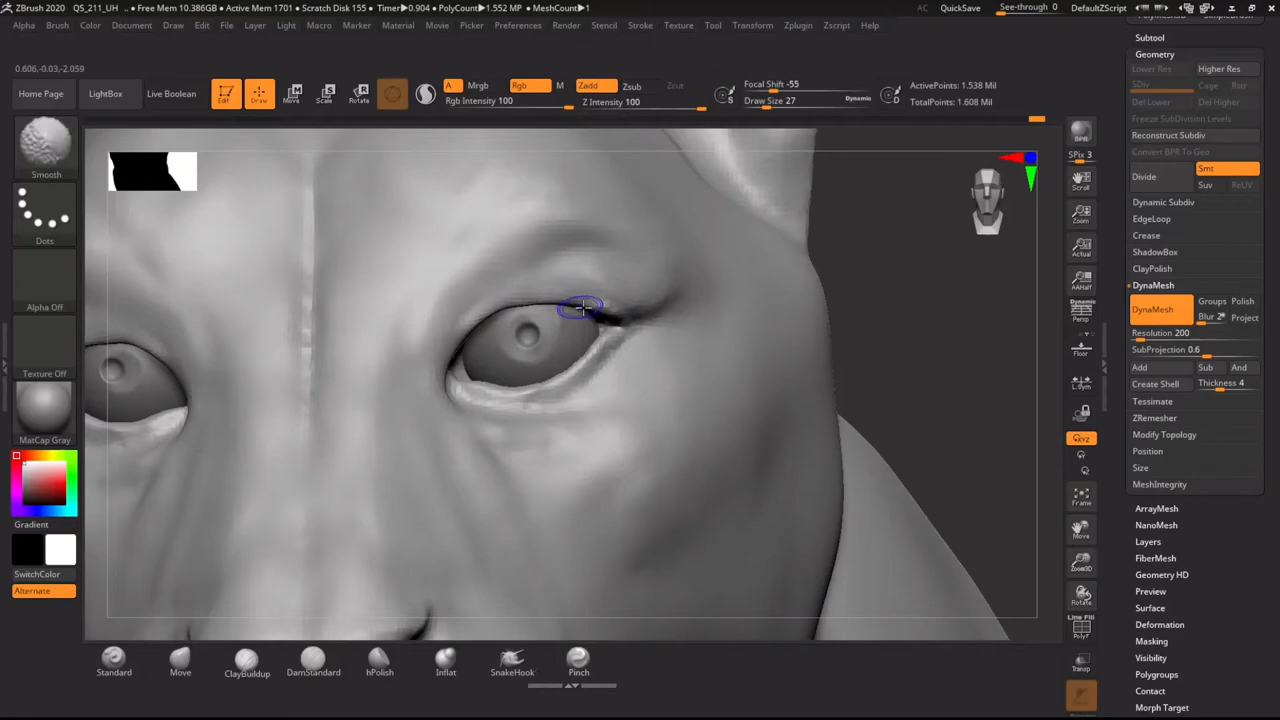 ZBrush 2020 QS_211_UH • Free Mem 10.386GB • Active Mem 1701 • Scratch Disk 155 • Timer▶0.904 • PolyCount▶1.552 MP • MeshCount▶1
AC QuickSave See-through 0 Menus DefaultZScript
Alpha Brush Color Document Draw Edit File Layer Light Macro Marker Material Movie Picker Preferences Render Stencil Stroke Texture Tool Transform Zplugin Zscript Help
0.606,-0.03,-2.059
Home Page LightBox Live Boolean
Edit Draw Move Scale Rotate
A Mrgb Rgb M Zadd Zsub Zcut
Rgb Intensity 100 Z Intensity 100
Focal Shift -55
Draw Size 27 Dynamic
S D
ActivePoints: 1.538 Mil
TotalPoints: 1.608 Mil
Smooth
Dots
Alpha Off
Texture Off
MatCap Gray
Gradient
SwitchColor
Alternate
BPR
SPix 3
Scroll
Zoom
Actual
AAHalf
Dynamic
Persp
Floor
L.Sym
XYZ
Frame
Move
Zoom3D
Rotate
Line Fill
PolyF
Transp
Standard Move ClayBuildup DamStandard hPolish Inflat SnakeHook Pinch
Subtool
Geometry
Lower Res Higher Res
SDiv Cage Rstr
Del Lower Del Higher
Freeze SubDivision Levels
Reconstruct Subdiv
Convert BPR To Geo
Divide Smt
Suv ReUV
Dynamic Subdiv
EdgeLoop
Crease
ShadowBox
ClayPolish
DynaMesh
DynaMesh Groups Polish
Blur 2 Project
Resolution 200
SubProjection 0.6
Add Sub And
Create Shell Thickness 4
Tessimate
ZRemesher
Modify Topology
Position
Size
MeshIntegrity
ArrayMesh
NanoMesh
Layers
FiberMesh
Geometry HD
Preview
Surface
Deformation
Masking
Visibility
Polygroups
Contact
Morph Target